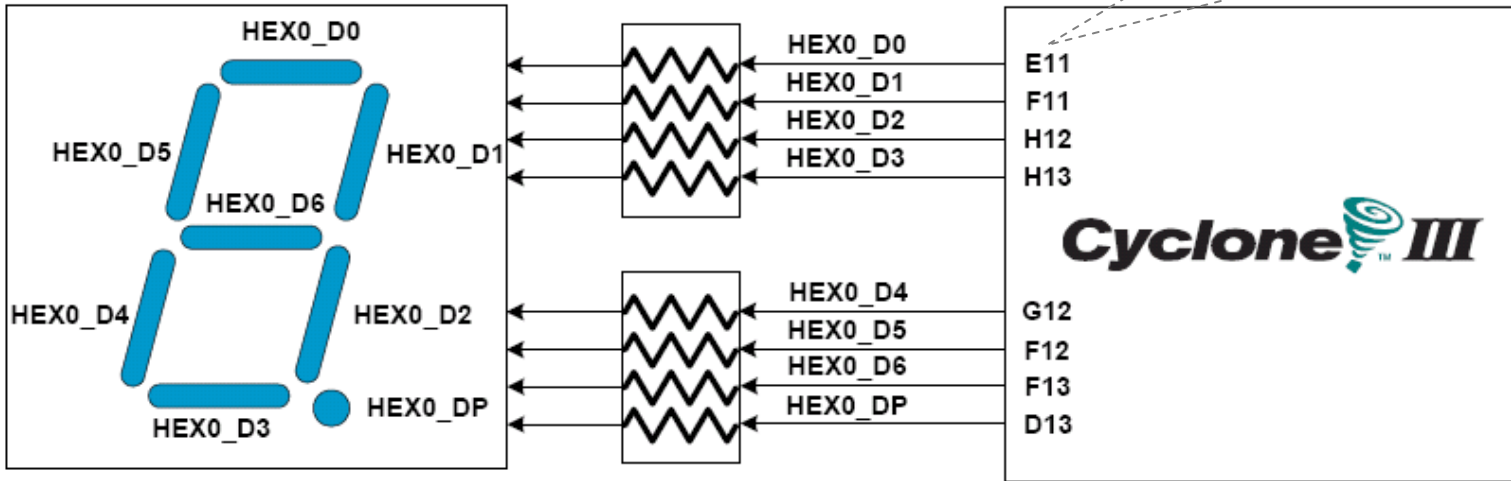 HEX0_D0
HEX0_D5
HEX0_D1
HEX0_D6
HEX0_D4
HEX0_D2
HEX0_DP
HEX0_D3
HEX0_D0
HEX0_D1
HEX0_D2
HEX0_D3
HEX0_D4
HEX0_D5
HEX0_D6
HEX0_DP
E11
F11
H12
H13
Cyclone™ III
G12
F12
F13
D13